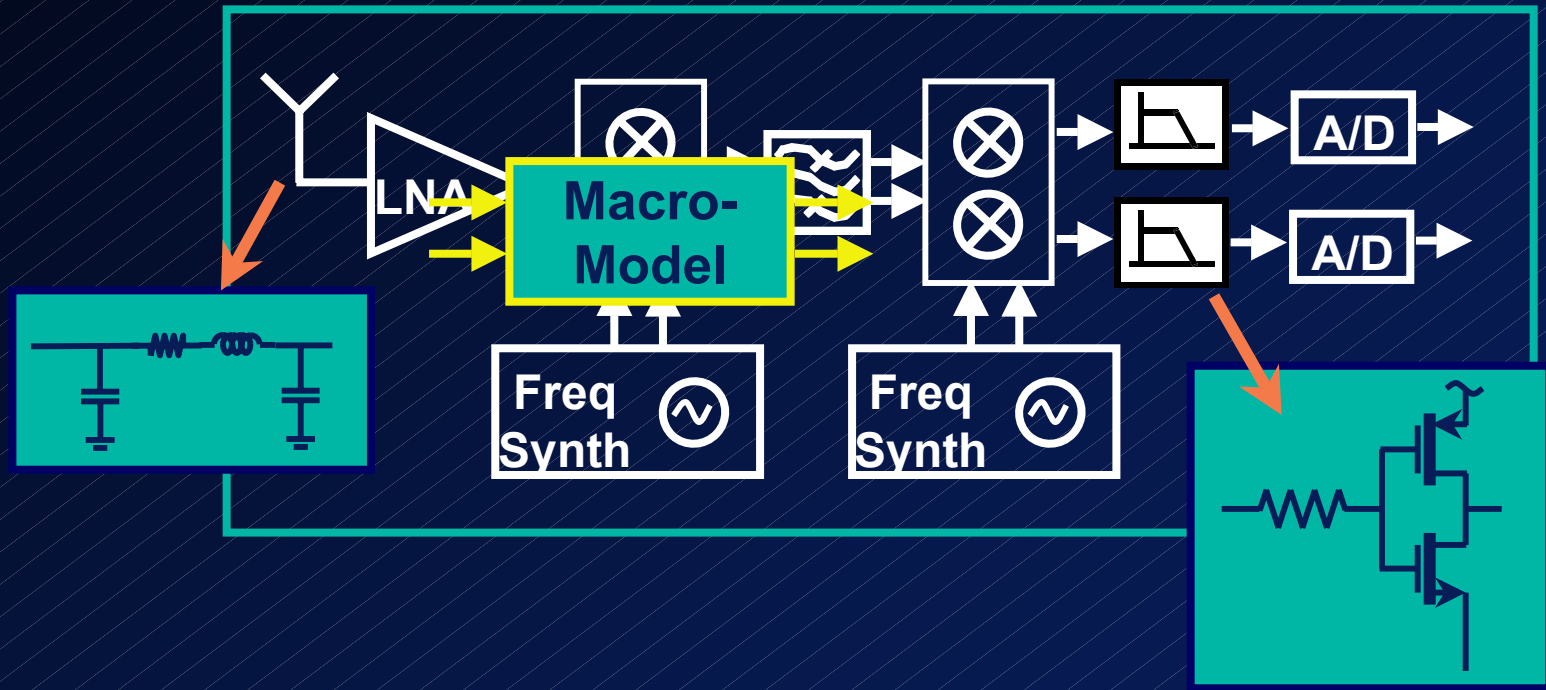 LNA
Macro-
Model
A/D
A/D
Freq
Synth
Freq
Synth